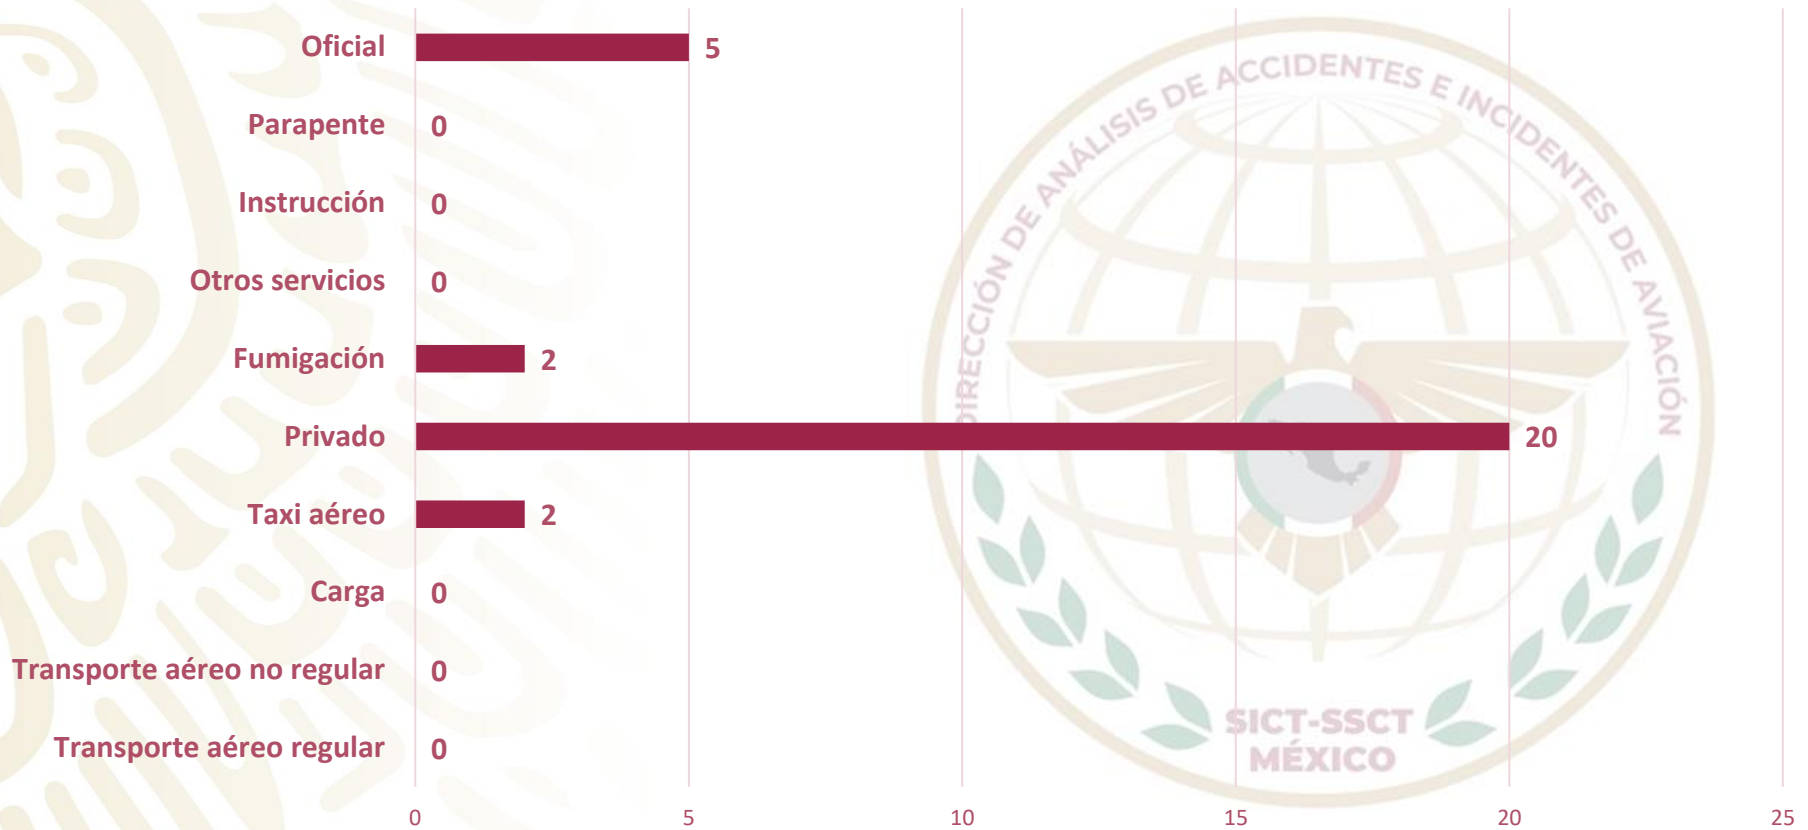 Oficial 5
Parapente 0
Instrucción 0
Otros servicios 0
Fumigación 2
Privado 20
Taxi aéreo 2
Carga 0
Transporte aéreo no regular 0
Transporte aéreo regular 0
0 5 10 15 20 25
DIRECCIÓN DE ANÁLISIS DE ACCIDENTES E INCIDENTES DE AVIACIÓN
SICT-SSCT
MÉXICO